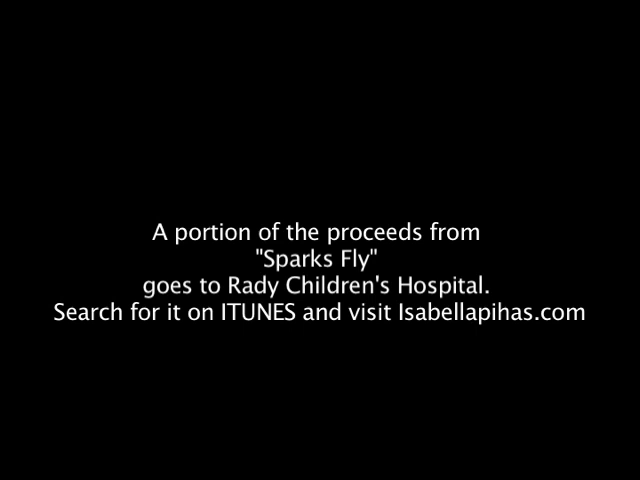 A portion of the proceeds from
"Sparks Fly"
goes to Rady Children's Hospital.
Search for it on ITUNES and visit Isabellapihas.com